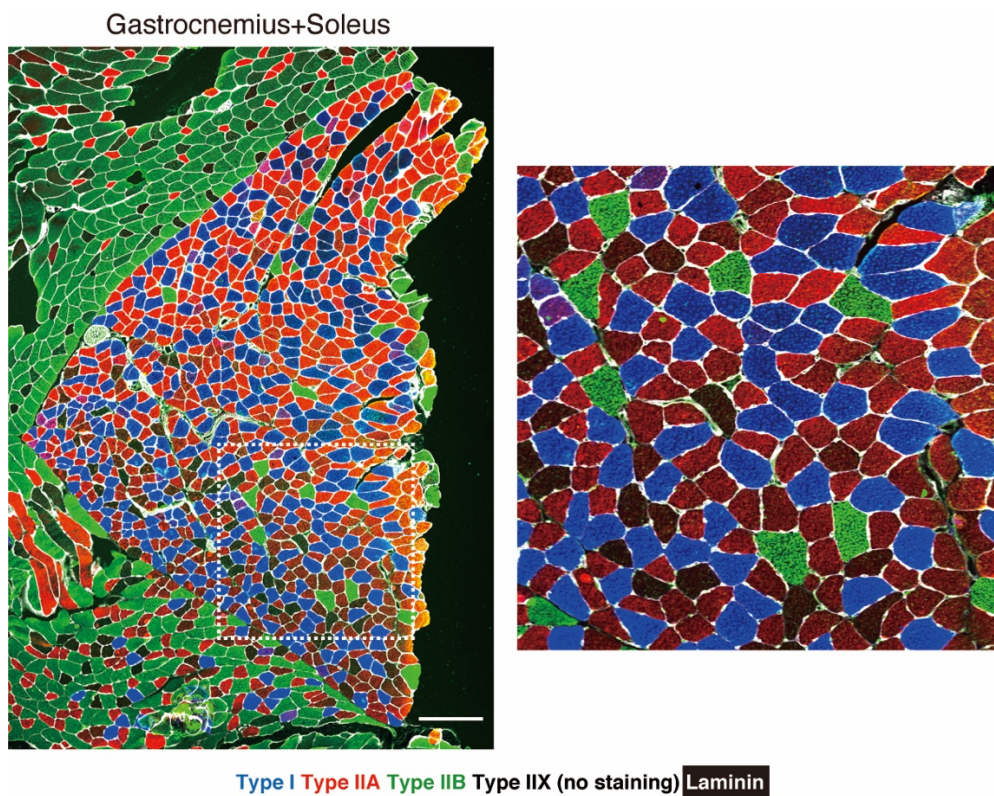 Gastrocnemius+Soleus
Type I Type IIA Type IIB Type IIX (no staining) Laminin